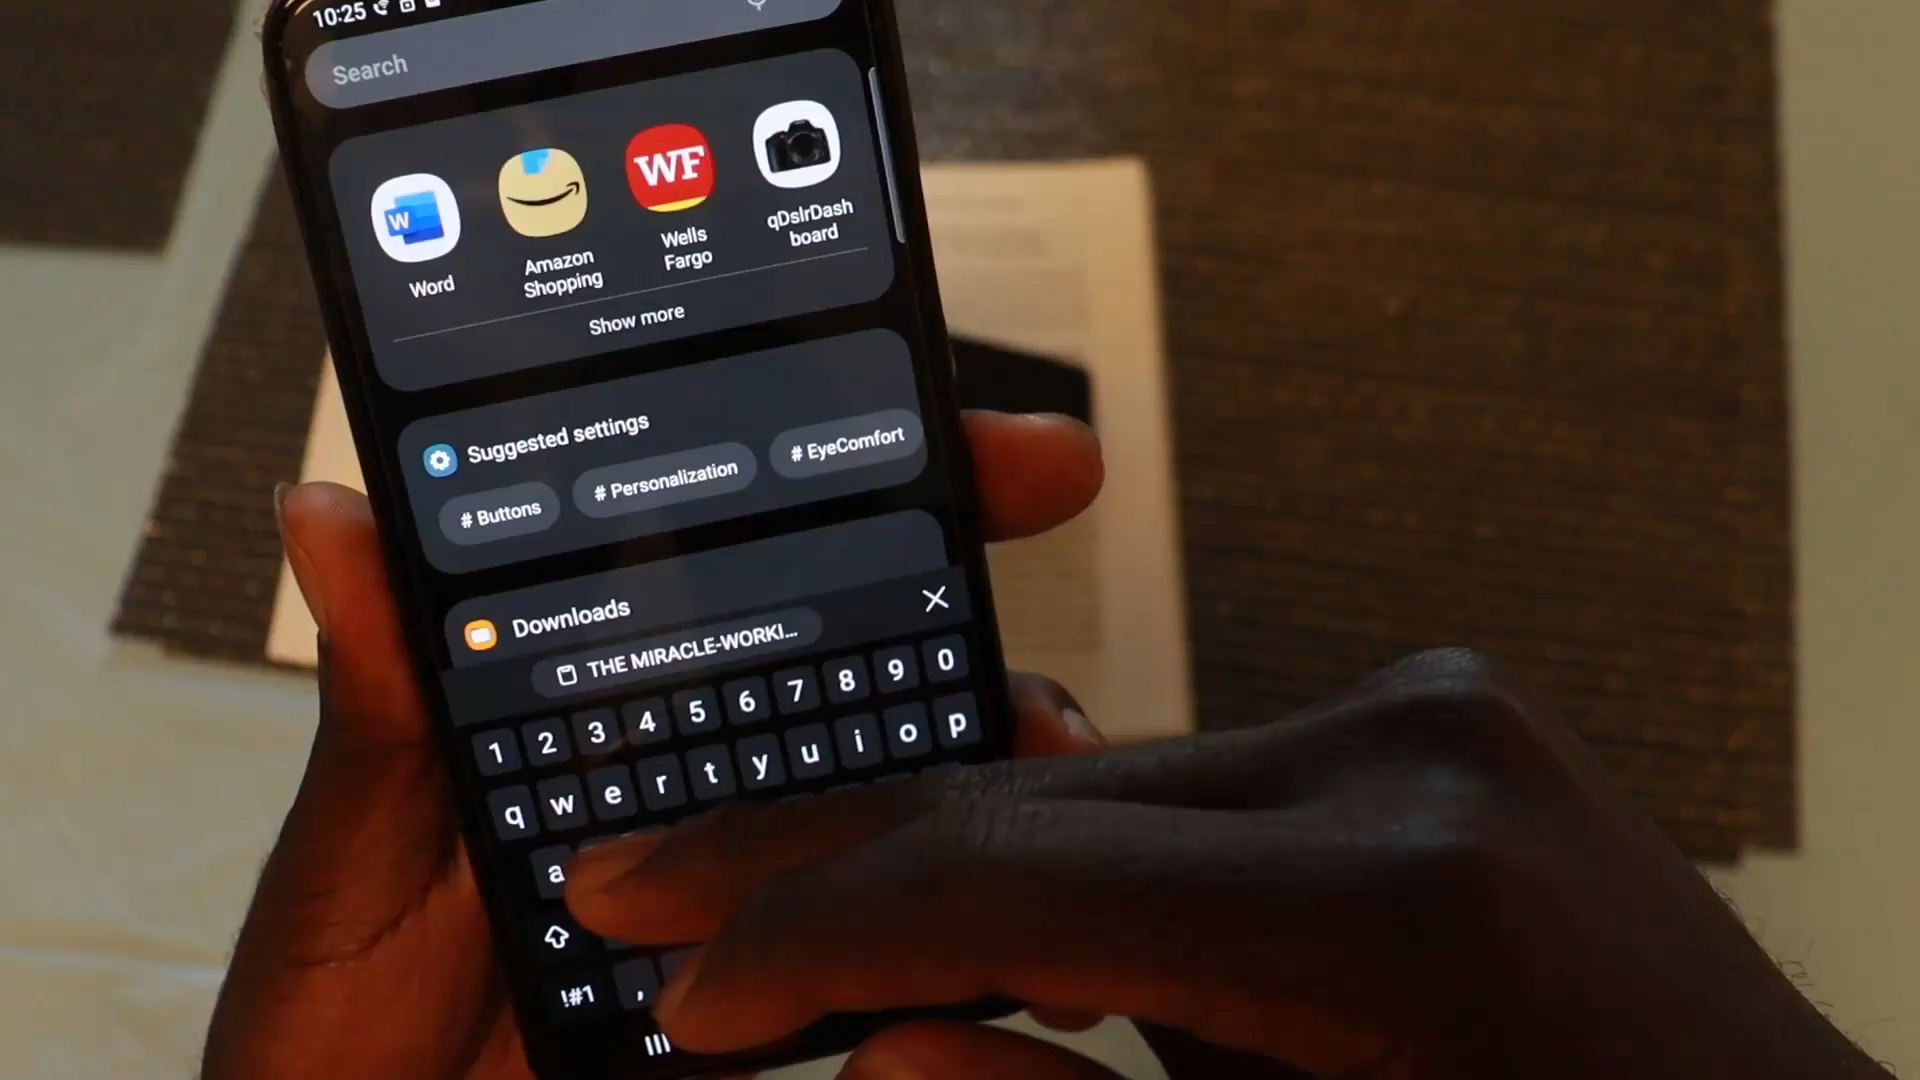 10:25
Search
W
WF
Word
Amazon
Shopping
Wells
Fargo
qDslrDash
board
Show more
Suggested settings
# Buttons
# Personalization
# EyeComfort
Downloads
THE MIRACLE-WORKI...
1 2 3 4 5 6 7 8 9 0
q w e r t y u i o p
a
!#1 ,